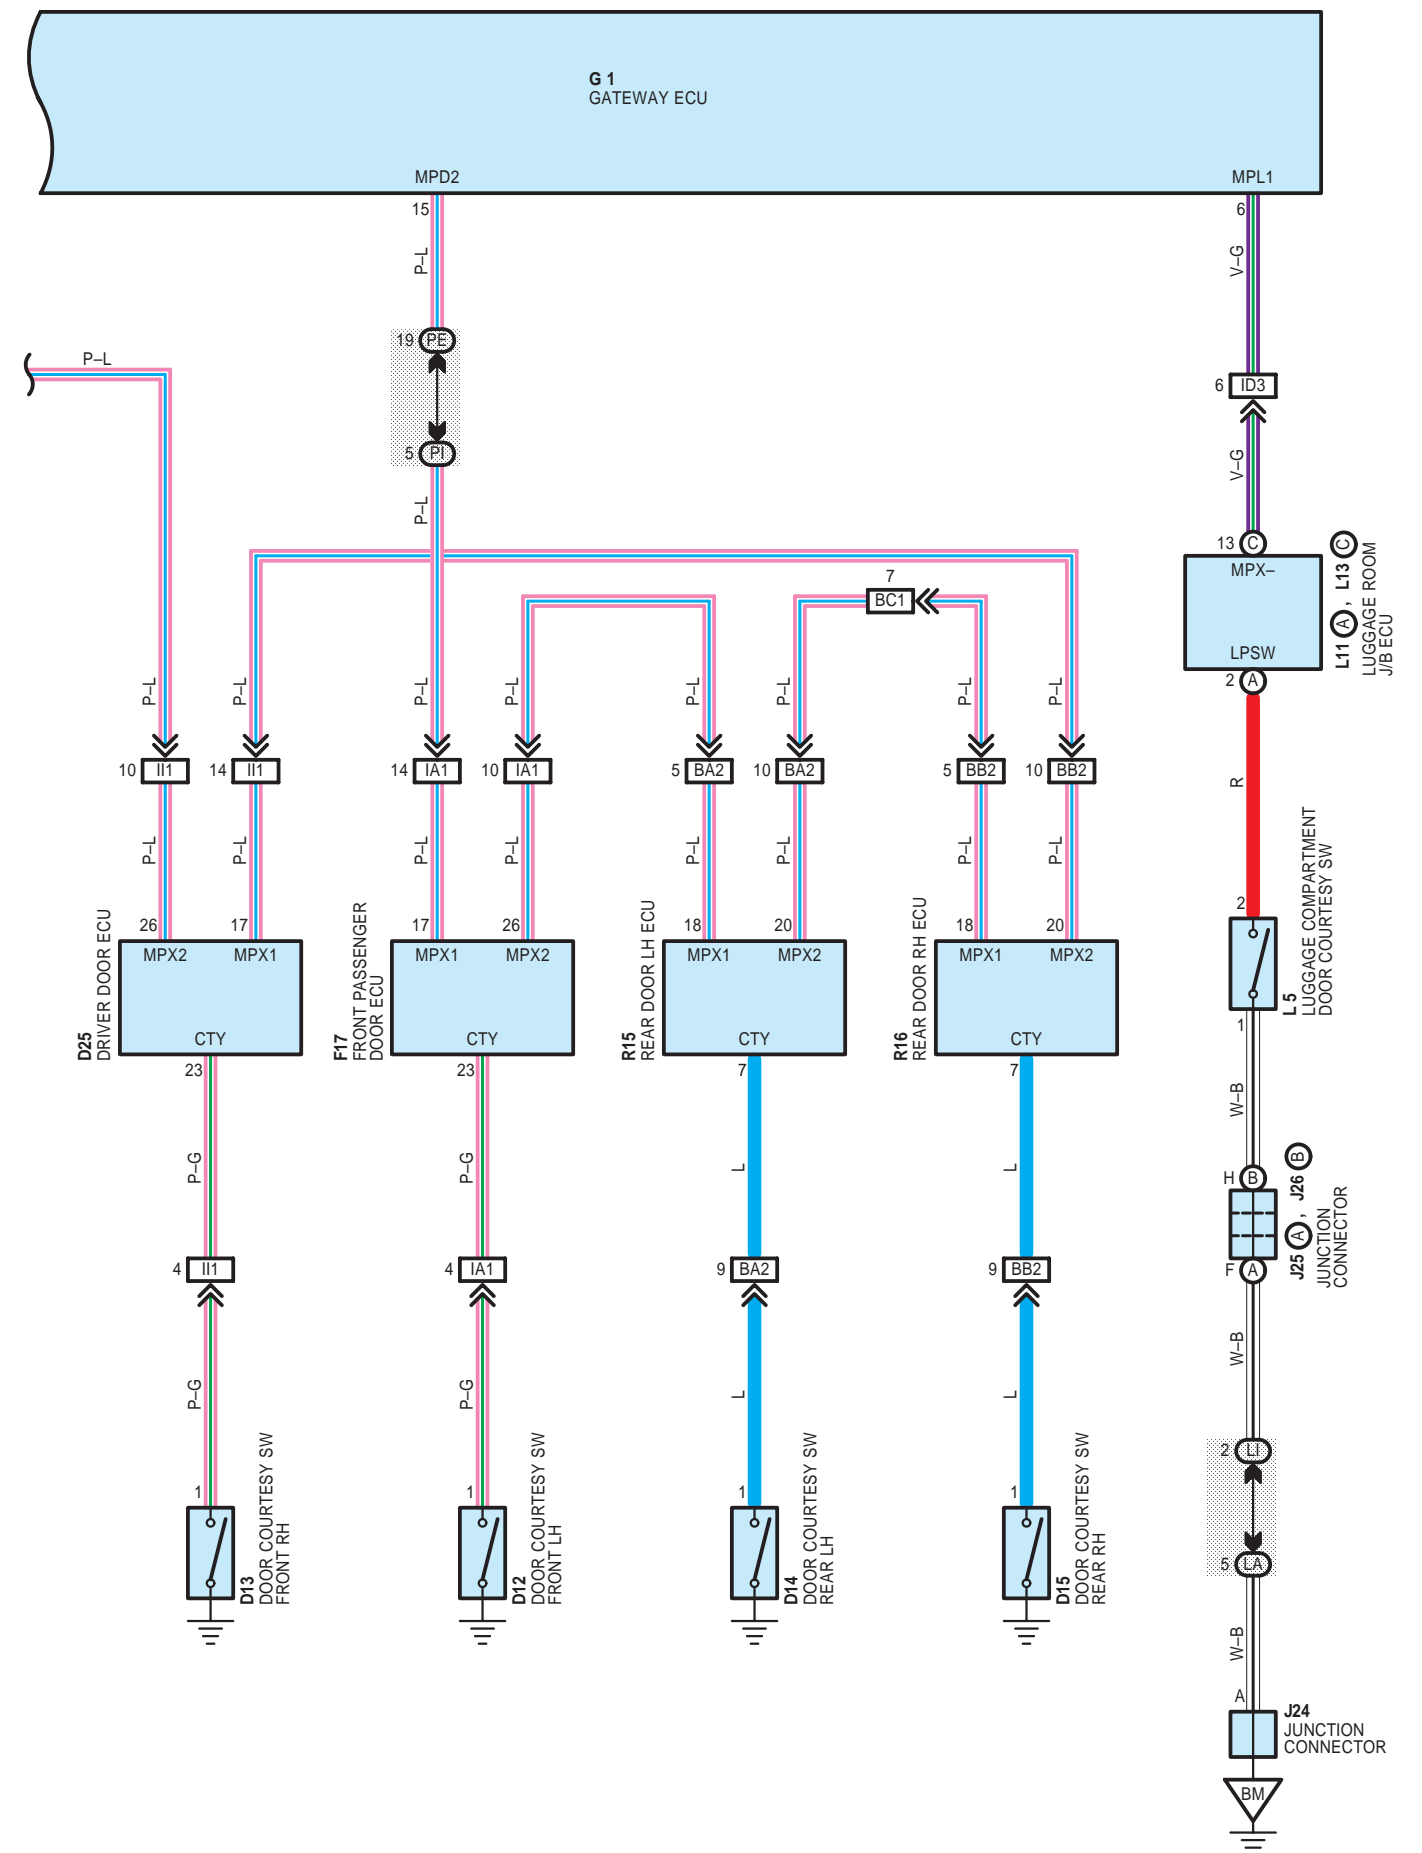 G 1
GATEWAY ECU
MPD2
MPL1
15
6
P–L
V–G
19 PE
P–L
6 ID3
5 PI
P–L
V–G
13 C
MPX–
LPSW
2 A
L11 A , L13 C
LUGGAGE ROOM
J/B ECU
7
BC1
P–L
P–L
P–L
P–L
P–L
P–L
P–L
10 II1
14 II1
14 IA1
10 IA1
5 BA2
10 BA2
5 BB2
10 BB2
R
P–L
P–L
P–L
P–L
P–L
P–L
P–L
P–L
2
L 5
LUGGAGE COMPARTMENT
DOOR COURTESY SW
1
26
17
17
26
18
20
18
20
MPX2
MPX1
MPX1
MPX2
MPX1
MPX2
MPX1
MPX2
CTY
CTY
CTY
CTY
D25
DRIVER DOOR ECU
F17
FRONT PASSENGER
DOOR ECU
R15
REAR DOOR LH ECU
R16
REAR DOOR RH ECU
23
23
7
7
W–B
P–G
P–G
L
L
H B
J25 A , J26 B
JUNCTION
CONNECTOR
F A
4 II1
4 IA1
9 BA2
9 BB2
W–B
P–G
P–G
L
L
2 LI
1
1
1
1
D13
DOOR COURTESY SW
FRONT RH
D12
DOOR COURTESY SW
FRONT LH
D14
DOOR COURTESY SW
REAR LH
D15
DOOR COURTESY SW
REAR RH
5 LA
W–B
A
J24
JUNCTION
CONNECTOR
BM